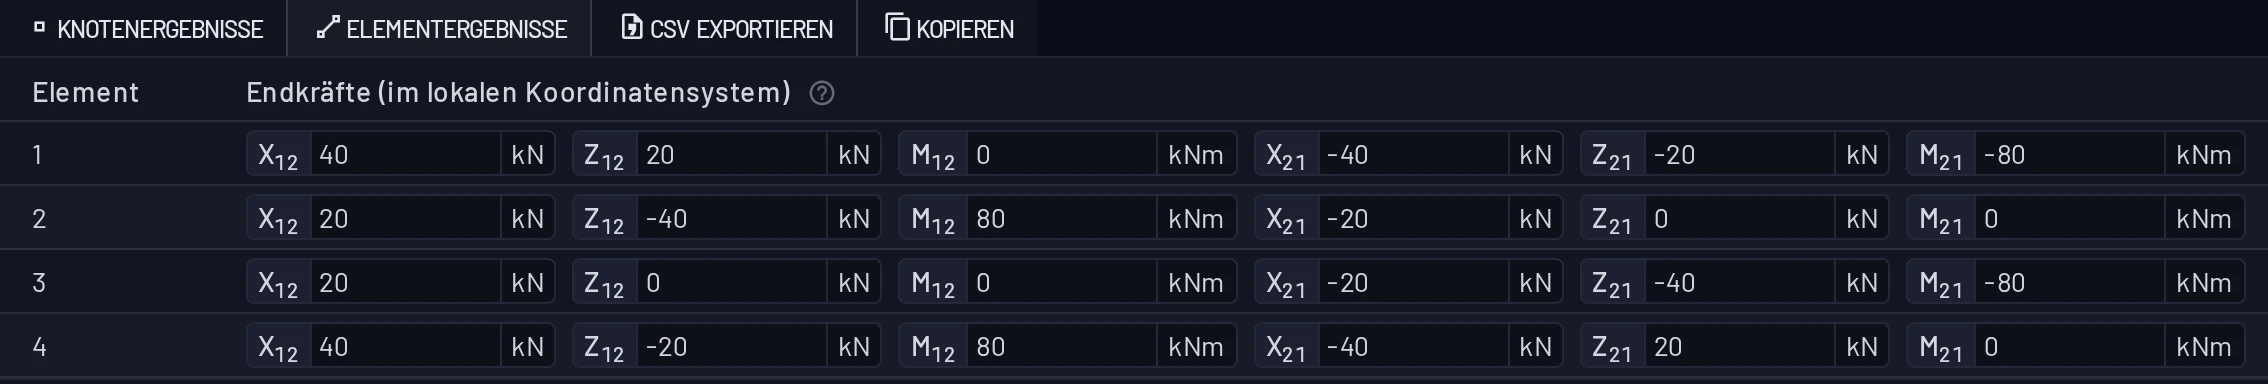 KNOTENERGEBNISSE ELEMENTERGEBNISSE CSV EXPORTIEREN KOPIEREN
Element Endkräfte (im lokalen Koordinatensystem) ?
1 X12 40 kN Z12 20 kN M12 0 kNm X21 -40 kN Z21 -20 kN M21 -80 kNm
2 X12 20 kN Z12 -40 kN M12 80 kNm X21 -20 kN Z21 0 kN M21 0 kNm
3 X12 20 kN Z12 0 kN M12 0 kNm X21 -20 kN Z21 -40 kN M21 -80 kNm
4 X12 40 kN Z12 -20 kN M12 80 kNm X21 -40 kN Z21 20 kN M21 0 kNm